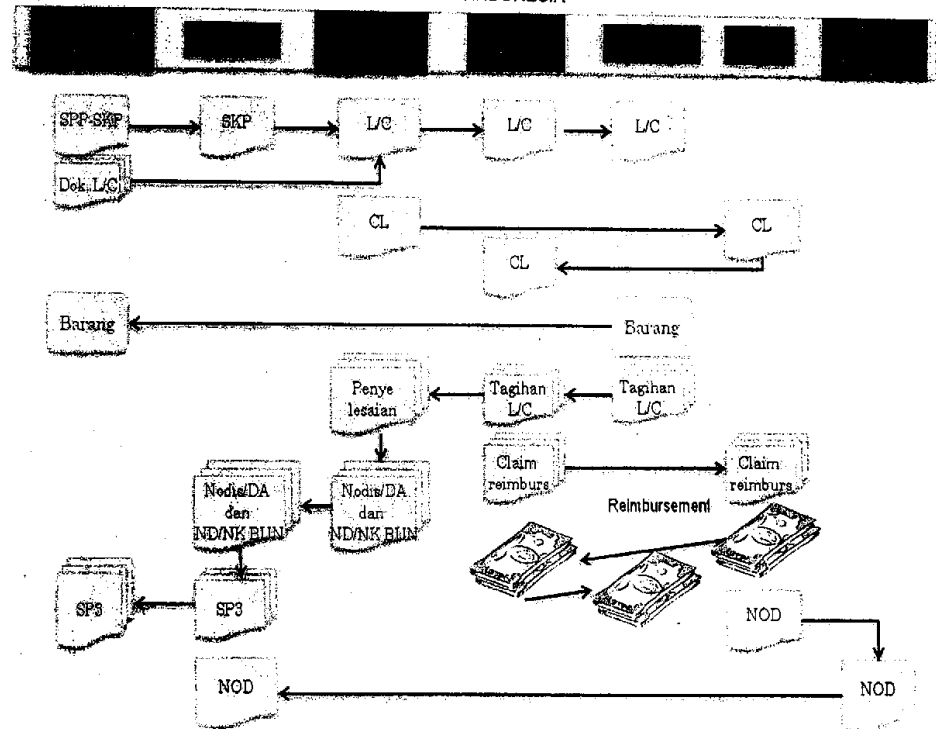 SPP-SKP
SKP
L/C
L/C
L/C
Dok. L/C
CL
CL
CL
Barang
Barang
Penye
lesaian
Tagihan
L/C
Tagihan
L/C
Claim
reimburs
Claim
reimburs
Nodis/DA
dan
ND/NK BUN
Nodis/DA
dan
ND/NK BUN
Reimbursement
SP3
SP3
NOD
NOD
NOD